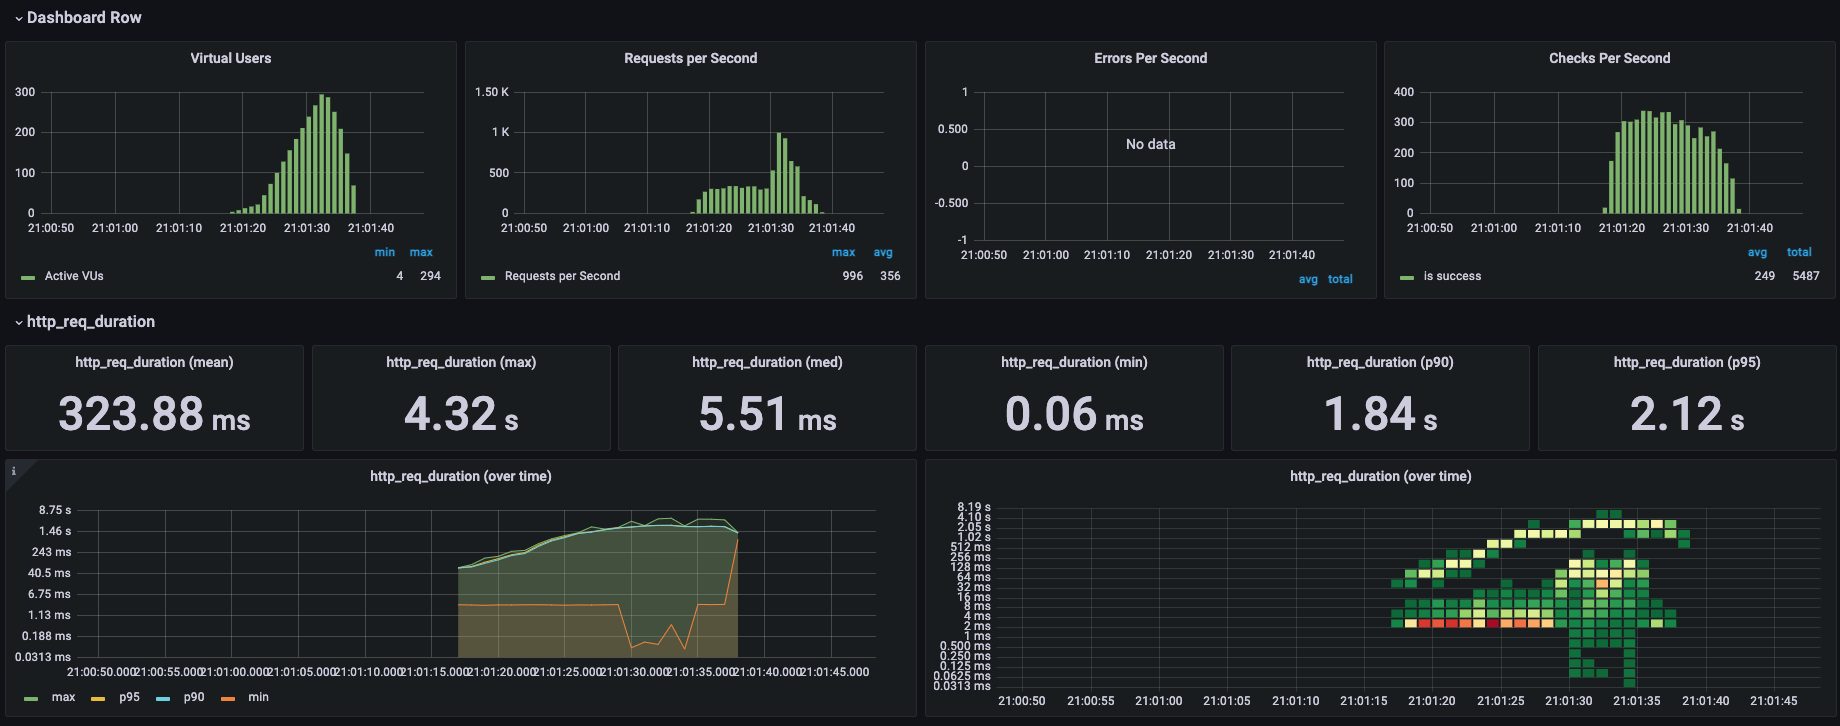 Dashboard Row
Virtual Users
300
200
100
0
21:00:50 21:01:00 21:01:10 21:01:20 21:01:30 21:01:40
min max
Active VUs 4 294
Requests per Second
1.50 K
1 K
500
0
21:00:50 21:01:00 21:01:10 21:01:20 21:01:30 21:01:40
max avg
Requests per Second 996 356
Errors Per Second
1
0.500
0
-0.500
-1
No data
21:00:50 21:01:00 21:01:10 21:01:20 21:01:30 21:01:40
avg total
Checks Per Second
400
300
200
100
0
21:00:50 21:01:00 21:01:10 21:01:20 21:01:30 21:01:40
avg total
is success 249 5487
http_req_duration
http_req_duration (mean)
323.88 ms
http_req_duration (max)
4.32 s
http_req_duration (med)
5.51 ms
http_req_duration (min)
0.06 ms
http_req_duration (p90)
1.84 s
http_req_duration (p95)
2.12 s
i
http_req_duration (over time)
8.75 s
1.46 s
243 ms
40.5 ms
6.75 ms
1.13 ms
0.188 ms
0.0313 ms
21:00:50.000 21:00:55.000 21:01:00.000 21:01:05.000 21:01:10.000 21:01:15.000 21:01:20.000 21:01:25.000 21:01:30.000 21:01:35.000 21:01:40.000 21:01:45.000
max p95 p90 min
http_req_duration (over time)
8.19 s
4.10 s
2.05 s
1.02 s
512 ms
256 ms
128 ms
64 ms
32 ms
16 ms
8 ms
4 ms
2 ms
1 ms
0.500 ms
0.250 ms
0.125 ms
0.0625 ms
0.0313 ms
21:00:50 21:00:55 21:01:00 21:01:05 21:01:10 21:01:15 21:01:20 21:01:25 21:01:30 21:01:35 21:01:40 21:01:45